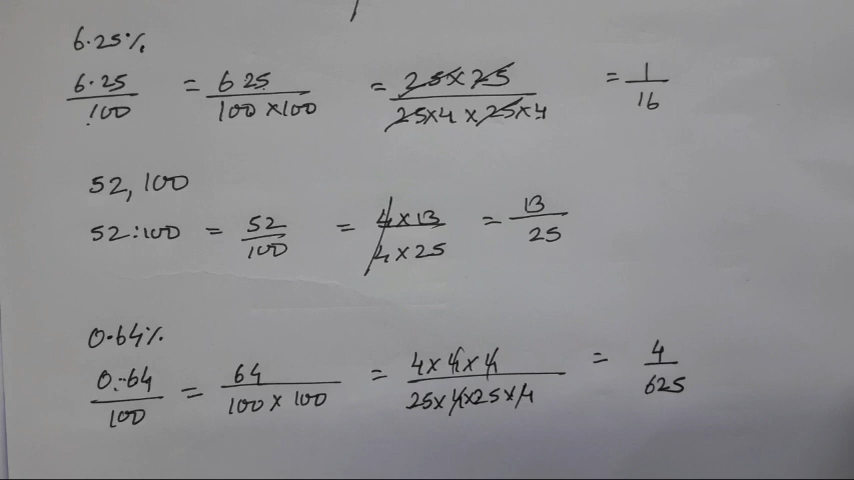 6.25%
6.25/100 = 625/100×100 = 25×25/25×4×25×4 = 1/16
52,100
52:100 = 52/100 = 4×13/4×25 = 13/25
0.64%
0.64/100 = 64/100×100 = 4×4×4/25×4×25×4 = 4/625